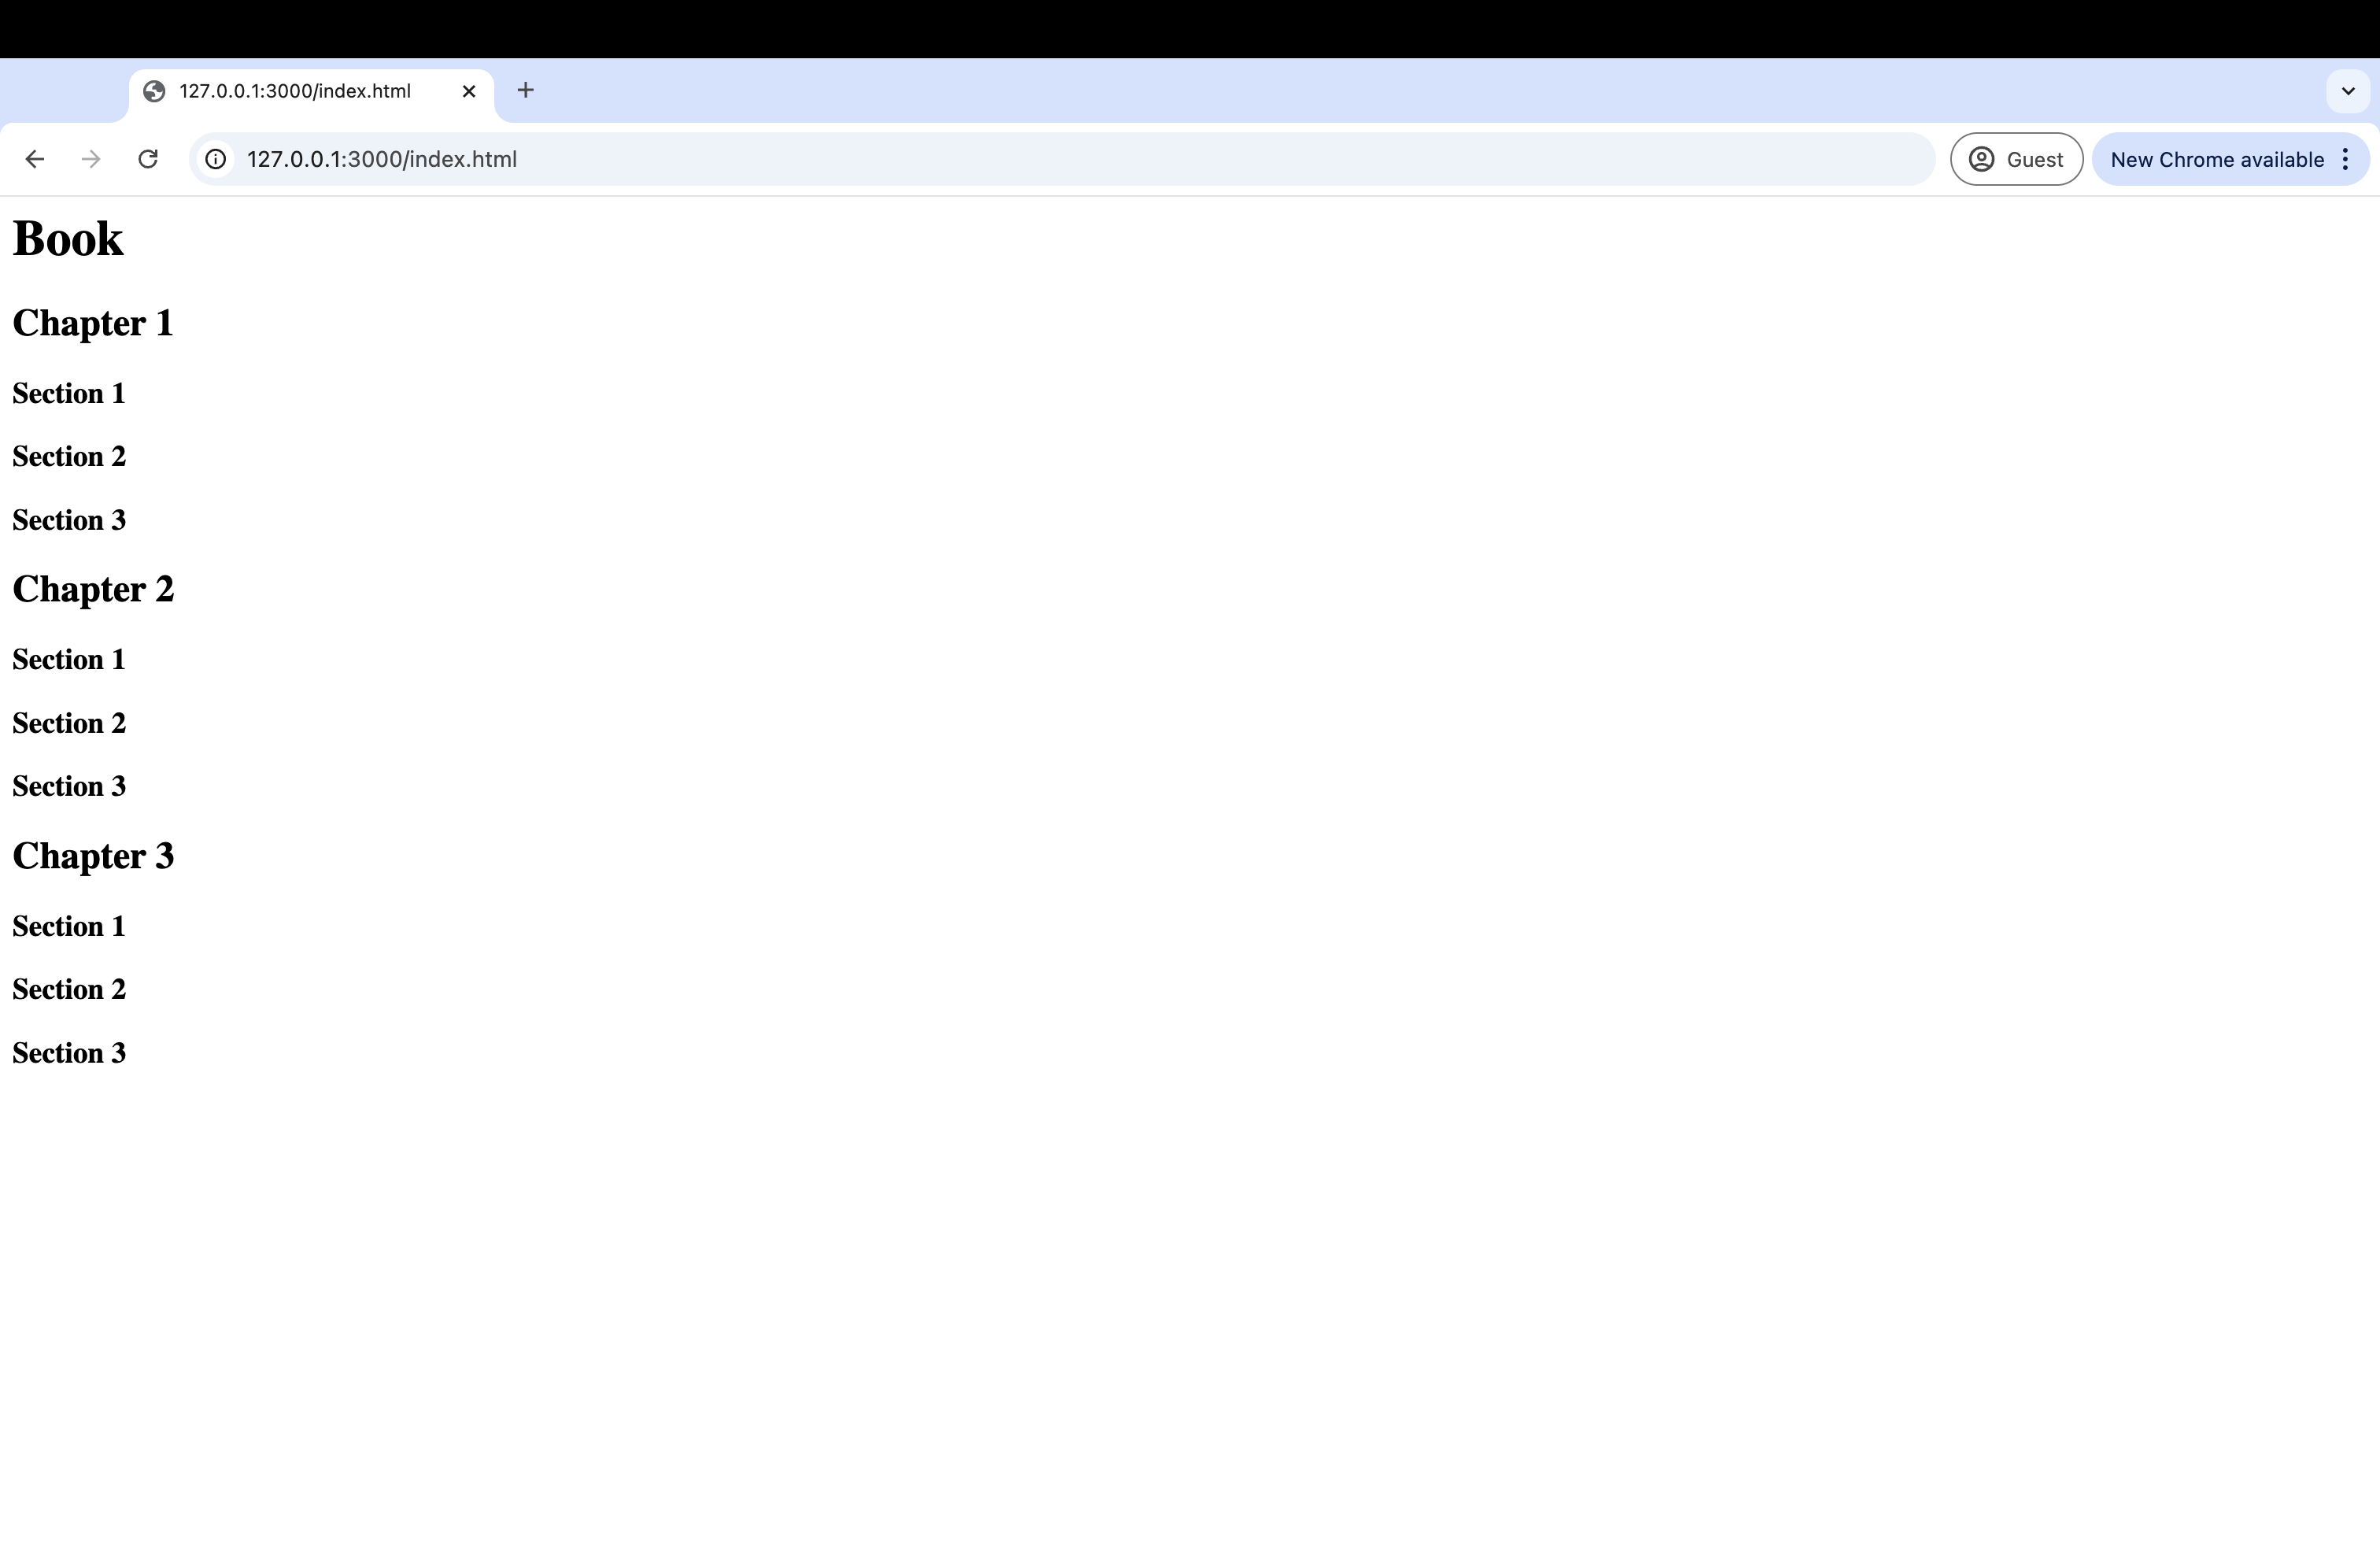 127.0.0.1:3000/index.html
127.0.0.1:3000/index.html
Guest
New Chrome available
Book
Chapter 1
Section 1
Section 2
Section 3
Chapter 2
Section 1
Section 2
Section 3
Chapter 3
Section 1
Section 2
Section 3